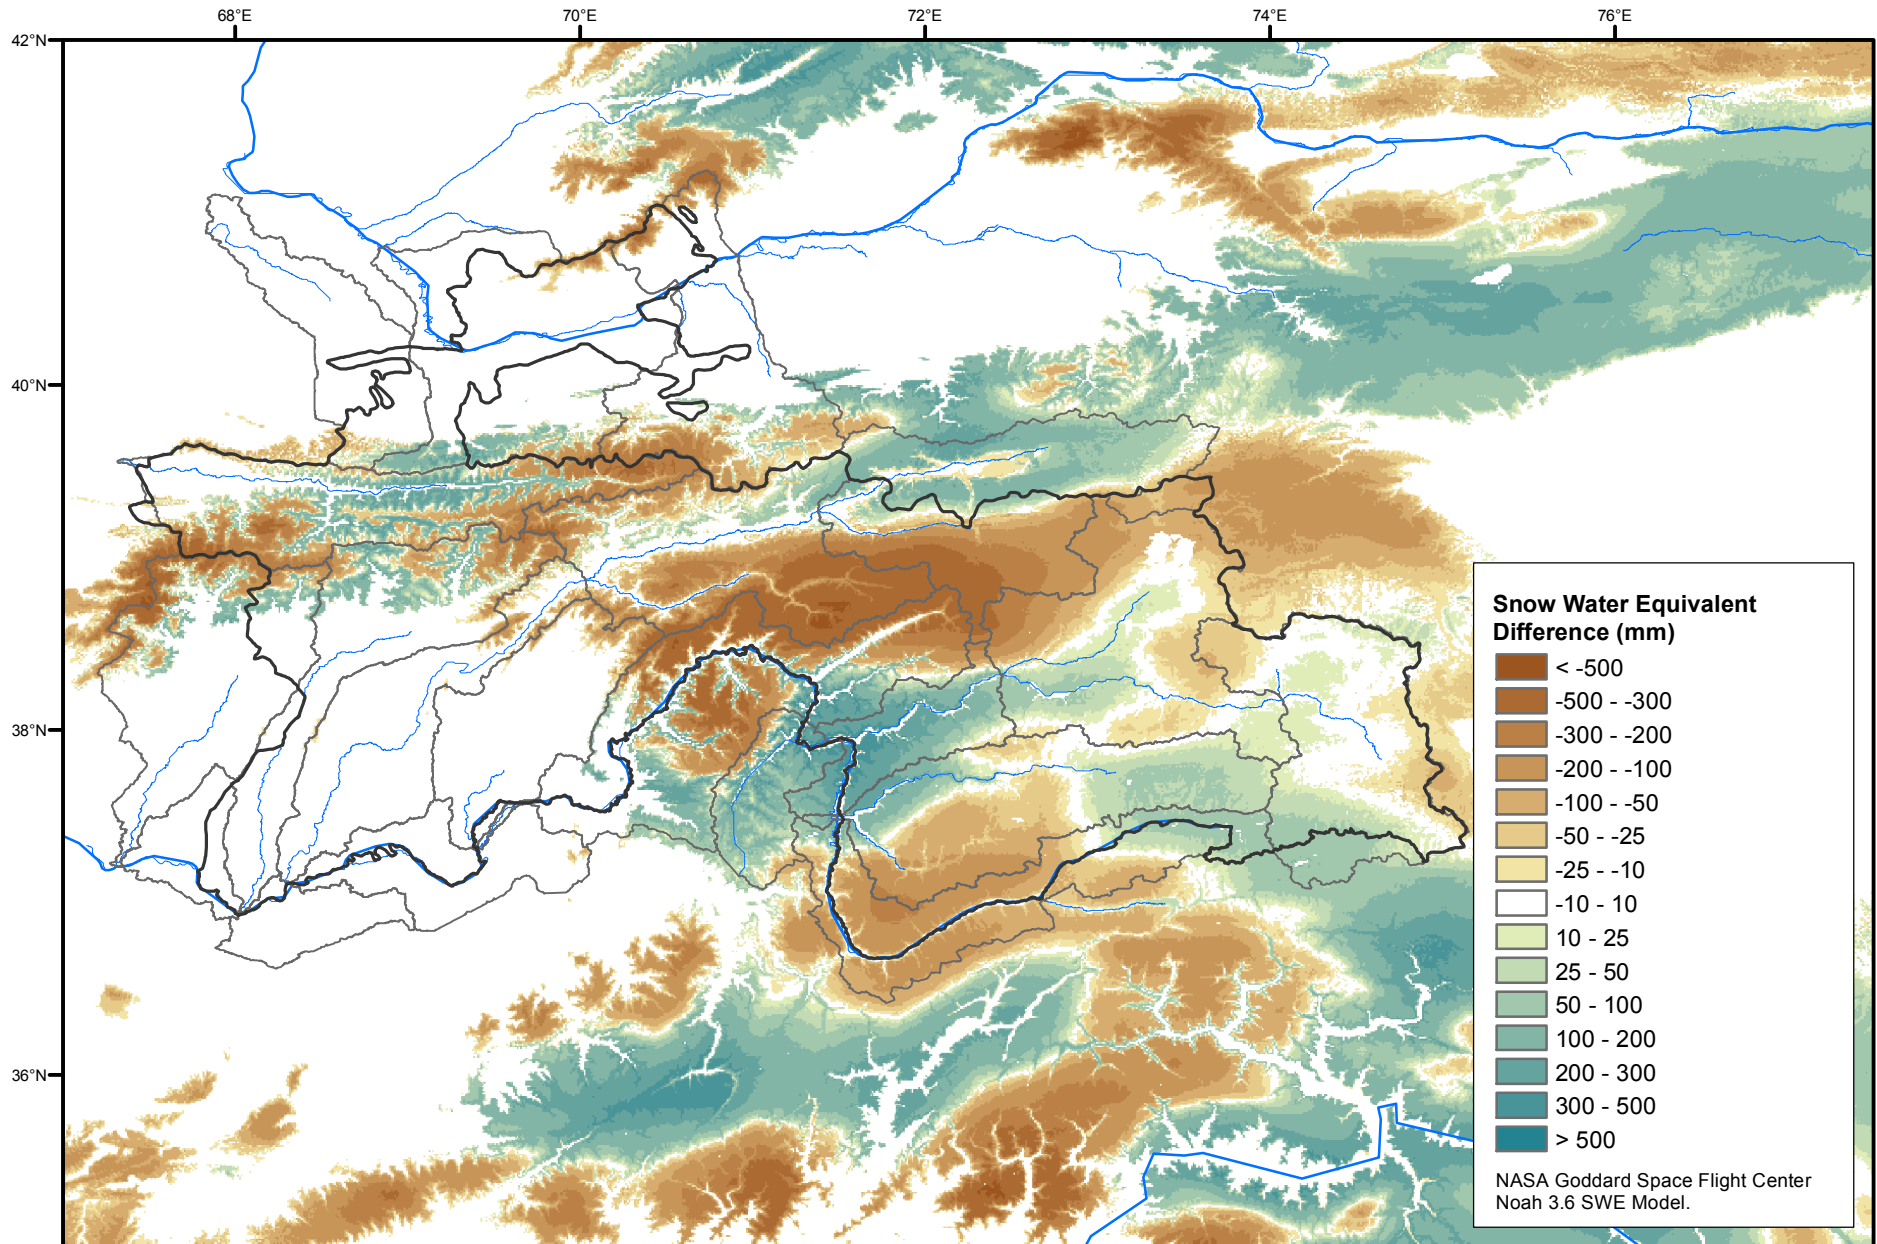 68°E 70°E 72°E 74°E 76°E
42°N
40°N
38°N
36°N
Snow Water Equivalent
Difference (mm)
< -500
-500 - -300
-300 - -200
-200 - -100
-100 - -50
-50 - -25
-25 - -10
-10 - 10
10 - 25
25 - 50
50 - 100
100 - 200
200 - 300
300 - 500
> 500
NASA Goddard Space Flight Center
Noah 3.6 SWE Model.